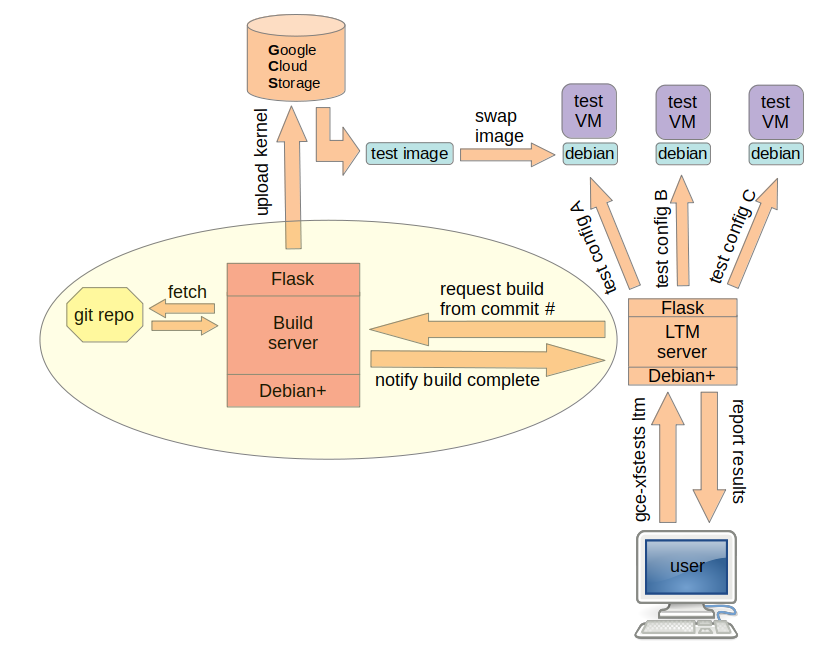 Google
Cloud
Storage
upload kernel
test image
swap
image
test
VM
debian
test
VM
debian
test
VM
debian
test config A
test config B
test config C
git repo
fetch
Flask
Build
server
Debian+
request build
from commit #
notify build complete
Flask
LTM
server
Debian+
gce-xfstests ltm
report results
user